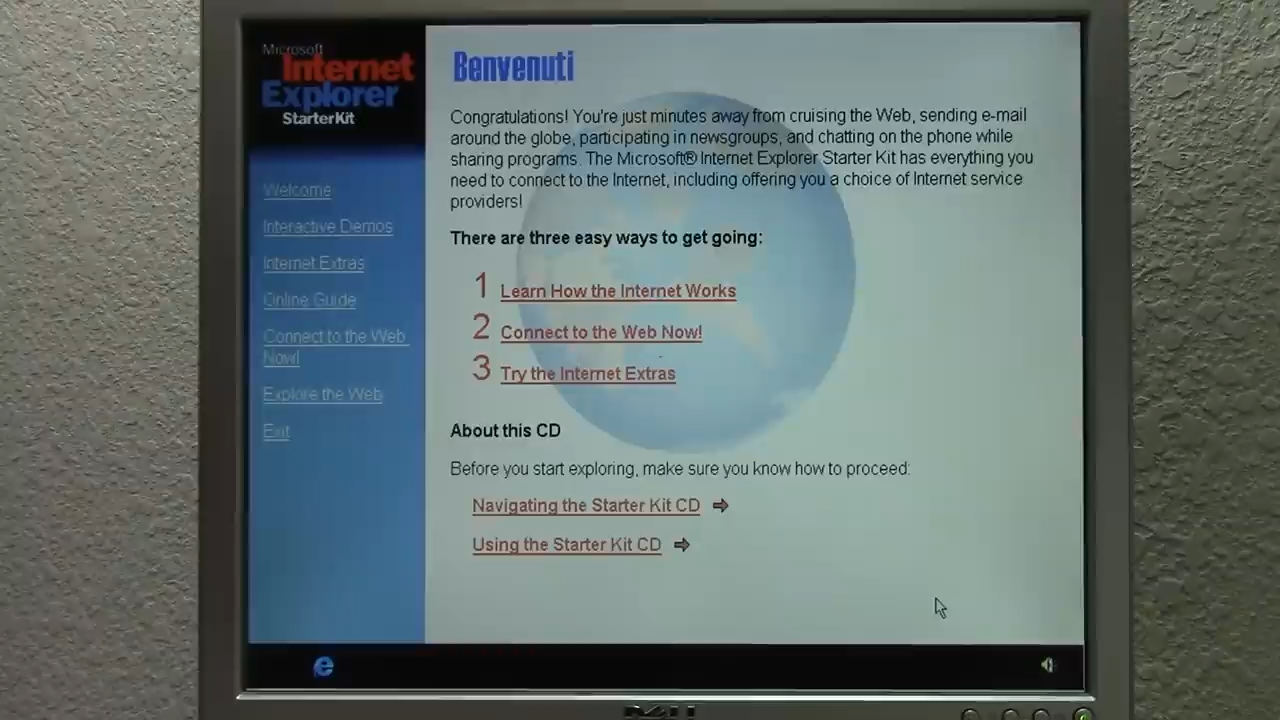 Microsoft
Internet
Explorer
StarterKit
Welcome
Interactive Demos
Internet Extras
Online Guide
Connect to the Web
Now!
Explore the Web
Exit
Benvenuti
Congratulations! You're just minutes away from cruising the Web, sending e-mail
around the globe, participating in newsgroups, and chatting on the phone while
sharing programs. The Microsoft® Internet Explorer Starter Kit has everything you
need to connect to the Internet, including offering you a choice of Internet service
providers!
There are three easy ways to get going:
1 Learn How the Internet Works
2 Connect to the Web Now!
3 Try the Internet Extras
About this CD
Before you start exploring, make sure you know how to proceed:
Navigating the Starter Kit CD
Using the Starter Kit CD
DELL